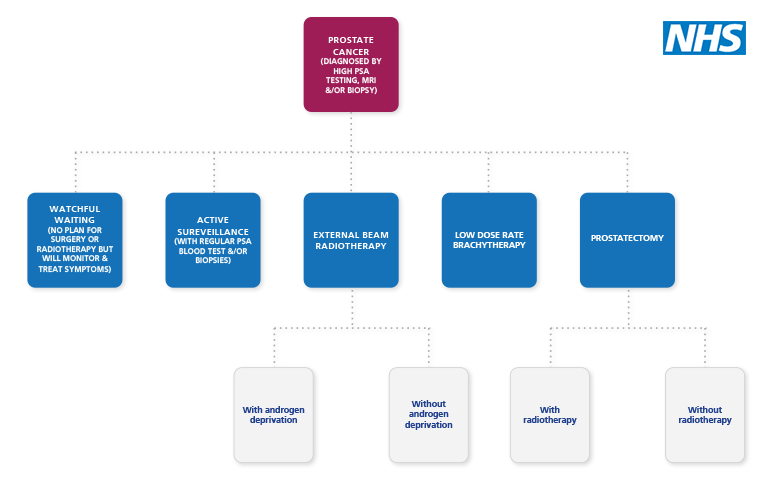 NHS
PROSTATE
CANCER
(DIAGNOSED BY
HIGH PSA
TESTING, MRI
&/OR BIOPSY)
WATCHFUL
WAITING
(NO PLAN FOR
SURGERY OR
RADIOTHERAPY BUT
WILL MONITOR &
TREAT SYMPTOMS)
ACTIVE
SUREVEILLANCE
(WITH REGULAR PSA
BLOOD TEST &/OR
BIOPSIES)
EXTERNAL BEAM
RADIOTHERAPY
LOW DOSE RATE
BRACHYTHERAPY
PROSTATECTOMY
With androgen
deprivation
Without
androgen
deprivation
With
radiotherapy
Without
radiotherapy